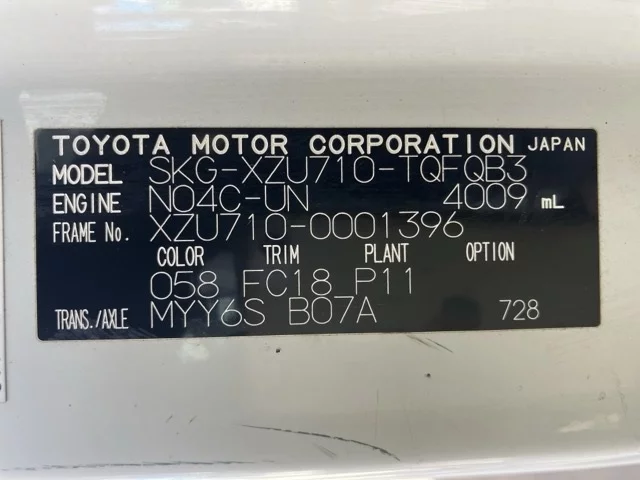 TOYOTA MOTOR CORPORATION JAPAN
MODEL SKG-XZU710-TQFQB3
ENGINE N04C-UN 4009 mL
FRAME No. XZU710-0001396
COLOR TRIM PLANT OPTION
058 FC18 P11
TRANS./AXLE MYY6S B07A 728